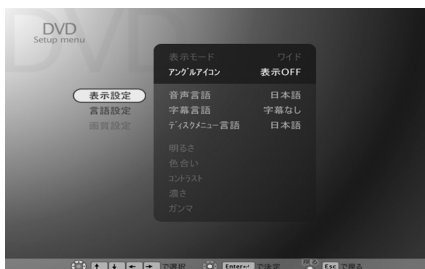 DVD
Setup menu
表示設定
言語設定
画質設定
表示モード ワイド
アングルアイコン 表示OFF
音声言語 日本語
字幕言語 字幕なし
ディスクメニュー言語 日本語
明るさ
色合い
コントラスト
濃さ
ガンマ
で選択 Enter で決定 戻る Esc で戻る